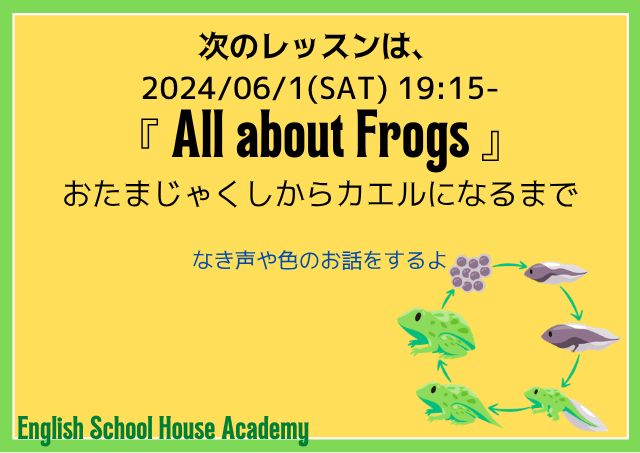 次のレッスンは、
2024/06/1(SAT) 19:15-
『 All about Frogs 』
おたまじゃくしからカエルになるまで
なき声や色のお話をするよ
English School House Academy